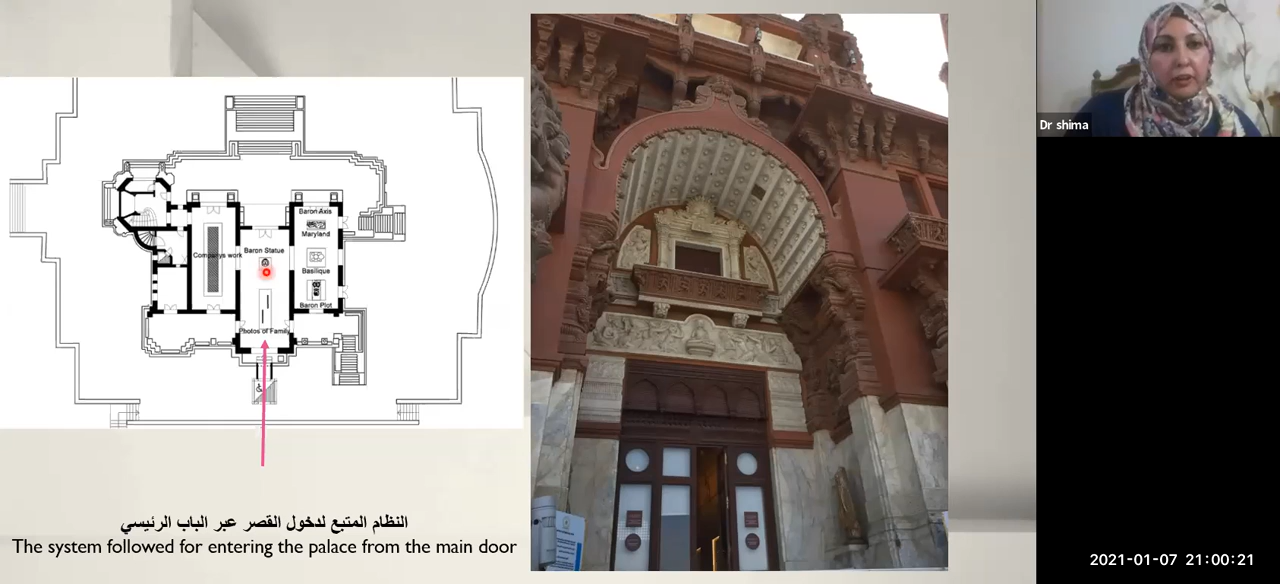 Baron Axis
Maryland
Baron Statue
Companys work
Basilique
Baron Plot
Photos of Family
النظام المتبع لدخول القصر عبر الباب الرئيسي
The system followed for entering the palace from the main door
Dr shima
2021-01-07 21:00:21